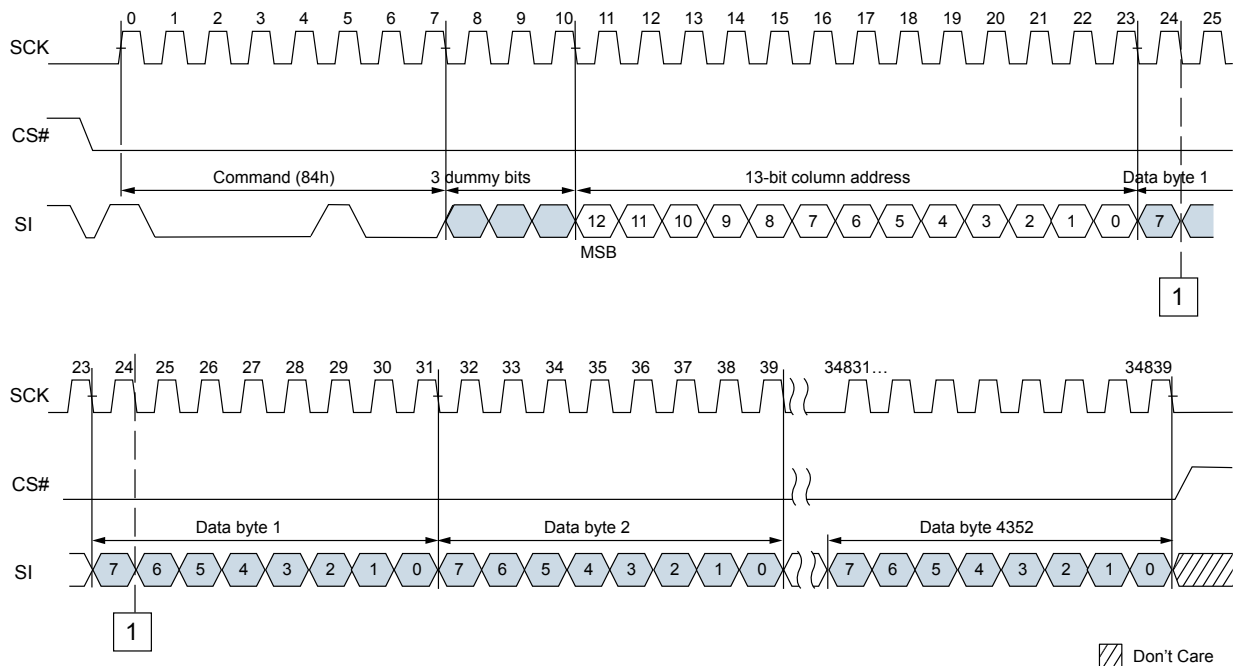 0 1 2 3 4 5 6 7 8 9 10 11 12 13 14 15 16 17 18 19 20 21 22 23 24 25
SCK
CS#
Command (84h) 3 dummy bits 13-bit column address Data byte 1
SI 12 11 10 9 8 7 6 5 4 3 2 1 0 7
MSB
1
23 24 25 26 27 28 29 30 31 32 33 34 35 36 37 38 39 34831... 34839
SCK
CS#
Data byte 1 Data byte 2 Data byte 4352
SI 7 6 5 4 3 2 1 0 7 6 5 4 3 2 1 0 7 6 5 4 3 2 1 0
1
Don't Care